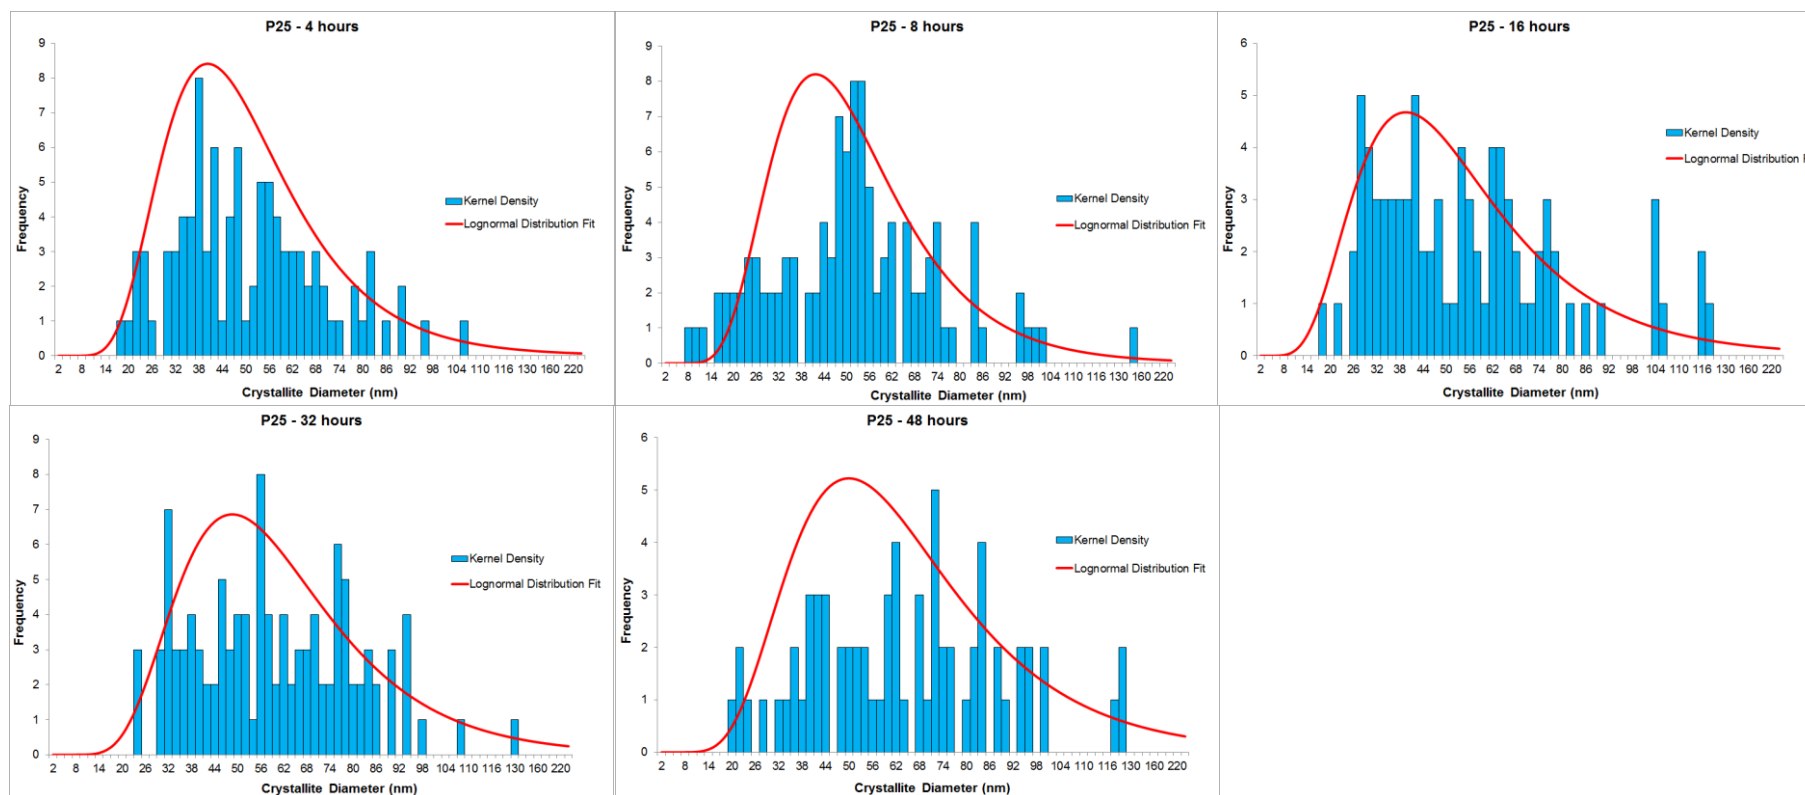 P25 - 4 hours
9
8
7
6
5
4
3
2
1
0
Frequency
Kernel Density
Lognormal Distribution Fit
2 8 14 20 26 32 38 44 50 56 62 68 74 80 86 92 98 104 110 116 130 160 220
Crystallite Diameter (nm)
P25 - 8 hours
9
8
7
6
5
4
3
2
1
0
Frequency
Kernel Density
Lognormal Distribution Fit
2 8 14 20 26 32 38 44 50 56 62 68 74 80 86 92 98 104 110 116 130 160 220
Crystallite Diameter (nm)
P25 - 16 hours
6
5
4
3
2
1
0
Frequency
Kernel Density
Lognormal Distribution F
2 8 14 20 26 32 38 44 50 56 62 68 74 80 86 92 98 104 110 116 130 160 220
Crystallite Diameter (nm)
P25 - 32 hours
9
8
7
6
5
4
3
2
1
0
Frequency
Kernel Density
Lognormal Distribution Fit
2 8 14 20 26 32 38 44 50 56 62 68 74 80 86 92 98 104 110 116 130 160 220
Crystallite Diameter (nm)
P25 - 48 hours
6
5
4
3
2
1
0
Frequency
Kernel Density
Lognormal Distribution Fit
2 8 14 20 26 32 38 44 50 56 62 68 74 80 86 92 98 104 110 116 130 160 220
Crystallite Diameter (nm)